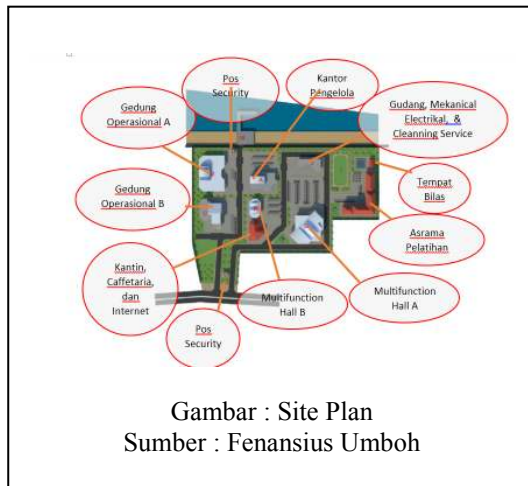 Pos
Security
Kantor
Pengelola
Gedung
Operasional A
Gudang, Mekanical
Electrikal, &
Cleanning Service
Gedung
Operasional B
Tempat
Bilas
Asrama
Pelatihan
Kantin,
Caffetaria,
dan
Internet
Multifunction
Hall B
Multifunction
Hall A
Pos
Security
Gambar : Site Plan
Sumber : Fenansius Umboh